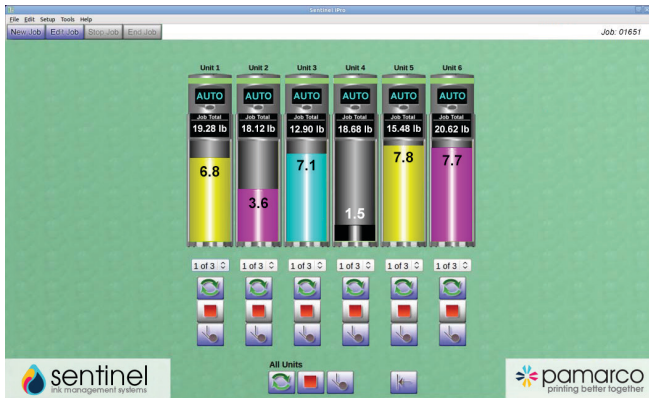 Sentinel iPro
File Edit Setup Tools Help
New Job Edit Job Stop Job End Job Job: 01651
Unit 1 Unit 2 Unit 3 Unit 4 Unit 5 Unit 6
AUTO AUTO AUTO AUTO AUTO AUTO
Job Total Job Total Job Total Job Total Job Total Job Total
19.28 lb 18.12 lb 12.90 lb 18.68 lb 15.48 lb 20.62 lb
6.8 3.6 7.1 1.5 7.8 7.7
1 of 3 1 of 3 1 of 3 1 of 3 1 of 3 1 of 3
All Units
sentinel
ink management systems
pamarco
printing better together